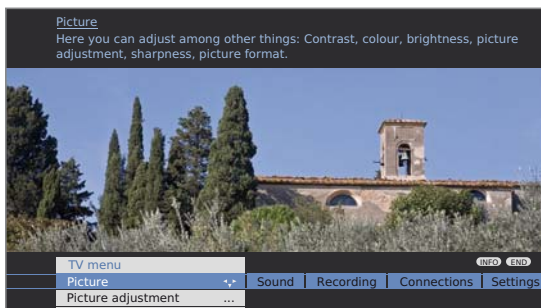 Picture
Here you can adjust among other things: Contrast, colour, brightness, picture
adjustment, sharpness, picture format.
TV menu
INFO END
Picture Sound Recording Connections Settings
Picture adjustment ...